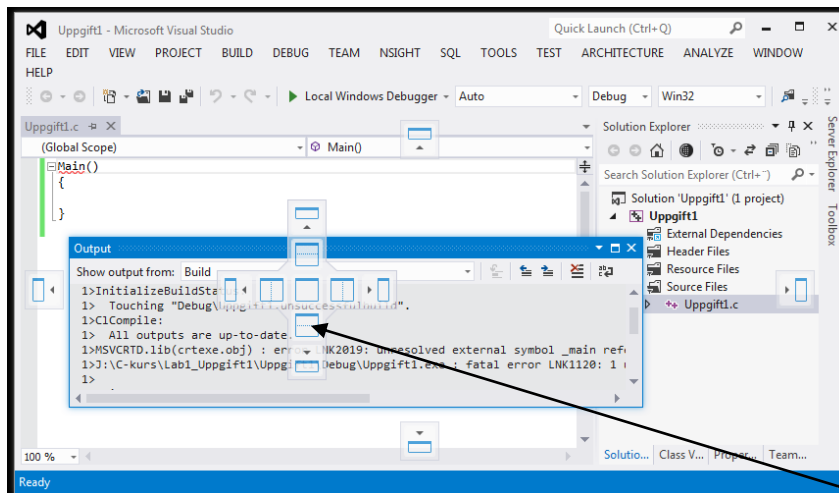 Uppgift1 - Microsoft Visual Studio
Quick Launch (Ctrl+Q)
FILE EDIT VIEW PROJECT BUILD DEBUG TEAM NSIGHT SQL TOOLS TEST ARCHITECTURE ANALYZE WINDOW
HELP
Local Windows Debugger Auto Debug Win32
Uppgift1.c
(Global Scope) Main()
Main()
{
}
Solution Explorer
Search Solution Explorer (Ctrl+¨)
Solution 'Uppgift1' (1 project)
Uppgift1
External Dependencies
Header Files
Resource Files
Source Files
Uppgift1.c
Server Explorer
Toolbox
Output
Show output from: Build
1>InitializeBuildStatus
1> Touching "Debug\Uppgift1.unsuccessfulbuild".
1>ClCompile:
1> All outputs are up-to-date.
1>MSVCRTD.lib(crtexe.obj) : error LNK2019: unresolved external symbol _main refe
1>J:\C-kurs\Lab1_Uppgift1\Uppgift1\Debug\Uppgift1.exe : fatal error LNK1120: 1
1>
100 %
Solutio... Class V... Proper... Team...
Ready